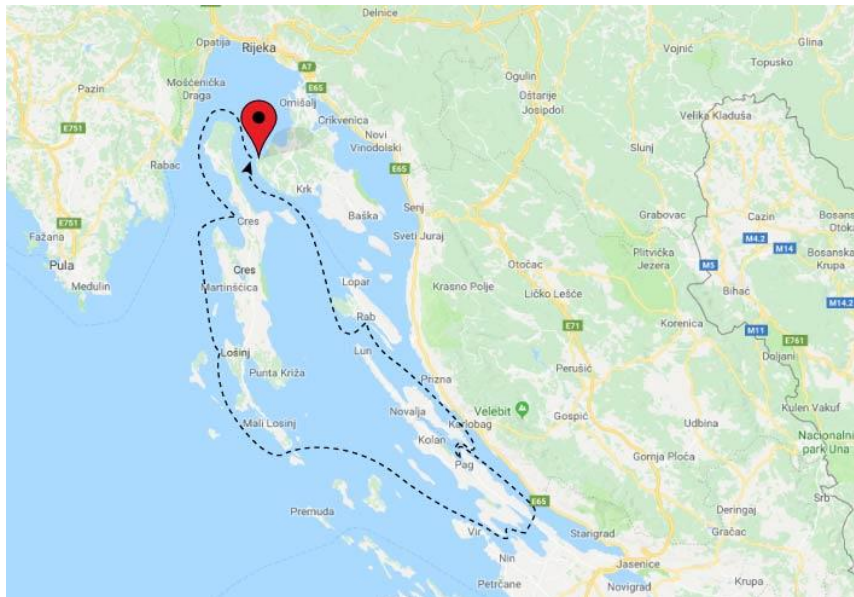 Delnice
Glina
Opatija
Rijeka
Vojnić
A7
Topusko
Ogulin
Mošćenička
Draga
E65
Pazin
Omišalj
Oštarije
Josipdol
Crikvenica
Velika Kladuša
E751
Novi
Vinodolski
Slunj
Rabac
E65
Krk
Senj
Grabovac
Cazin
Bosanska
Otoka
Cres
Baška
Sveti Juraj
M4.2
M14
E751
Fažana
Plitvička
Jezera
Bosanska
Krupa
Pula
Otočac
M5
Cres
Lopar
Krasno Polje
Bihać
Medulin
Martinšćica
Ličko Lešće
M14.2
Rab
Korenica
M11
E71
E761
Lun
Lošinj
Doljani
Punta Križa
Prizna
Perušić
Novalja
Velebit
Kulen Vakuf
Mali Losinj
Karlobag
Gospić
Udbina
Kolan
Nacionalni
park Una
Pag
Gornja Ploča
Srb
E65
Premuda
Deringaj
Vir
Starigrad
Gračac
Nin
Jasenice
Petrčane
Novigrad
Krupa